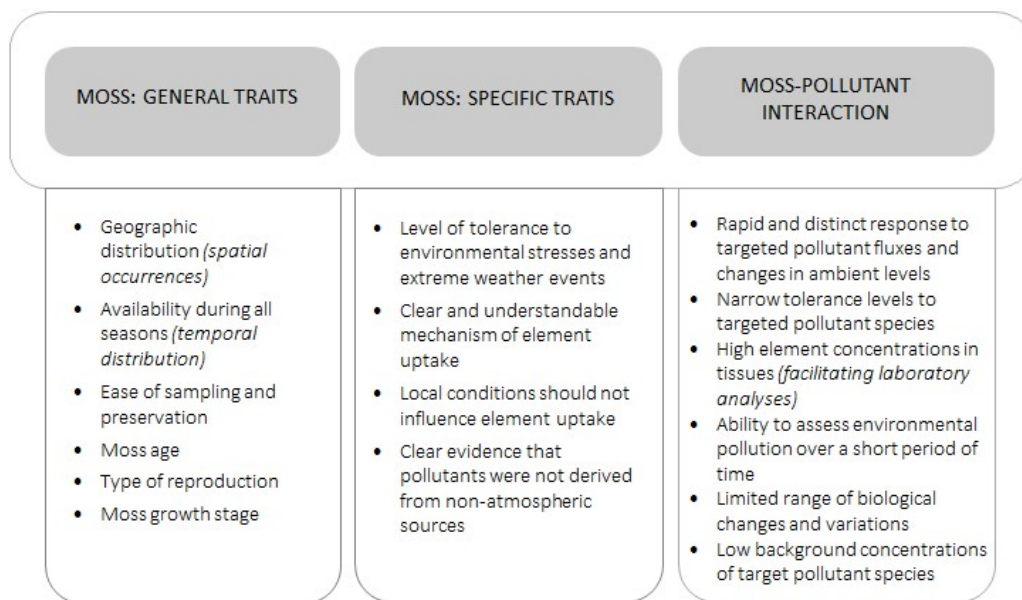 MOSS: GENERAL TRAITS
MOSS: SPECIFIC TRATIS
MOSS-POLLUTANT
INTERACTION
• Geographic
distribution (spatial
occurrences)
• Availability during all
seasons (temporal
distribution)
• Ease of sampling and
preservation
• Moss age
• Type of reproduction
• Moss growth stage
• Level of tolerance to
environmental stresses and
extreme weather events
• Clear and understandable
mechanism of element
uptake
• Local conditions should not
influence element uptake
• Clear evidence that
pollutants were not derived
from non-atmospheric
sources
• Rapid and distinct response to
targeted pollutant fluxes and
changes in ambient levels
• Narrow tolerance levels to
targeted pollutant species
• High element concentrations in
tissues (facilitating laboratory
analyses)
• Ability to assess environmental
pollution over a short period of
time
• Limited range of biological
changes and variations
• Low background concentrations
of target pollutant species